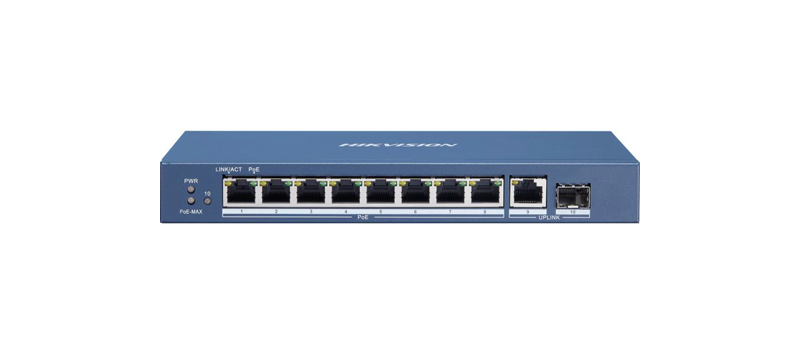 HIKVISION
LINK/ACT PoE
PWR
10
PoE-MAX
1 2 3 4 5 6 7 8 9 10
PoE UPLINK